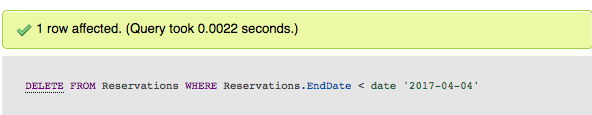 1 row affected. (Query took 0.0022 seconds.)
DELETE FROM Reservations WHERE Reservations.EndDate < date '2017-04-04'